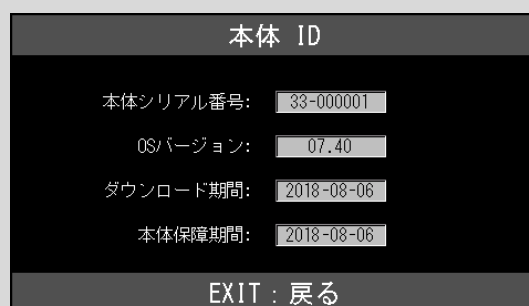 本体 ID
本体シリアル番号: 33-000001
OSバージョン: 07.40
ダウンロード期間: 2018-08-06
本体保障期間: 2018-08-06
EXIT：戻る